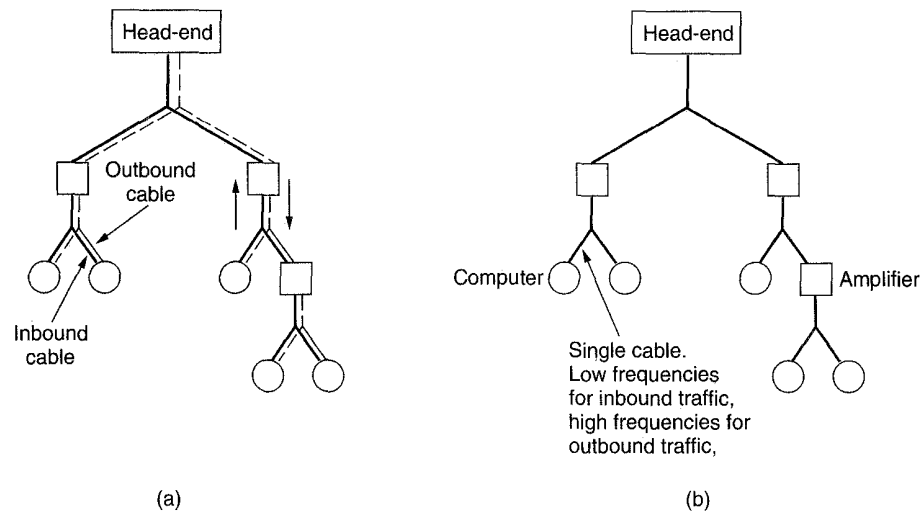 Head-end
Outbound
cable
Inbound
cable
(a)
Head-end
Computer
Amplifier
Single cable.
Low frequencies
for inbound traffic,
high frequencies for
outbound traffic,
(b)